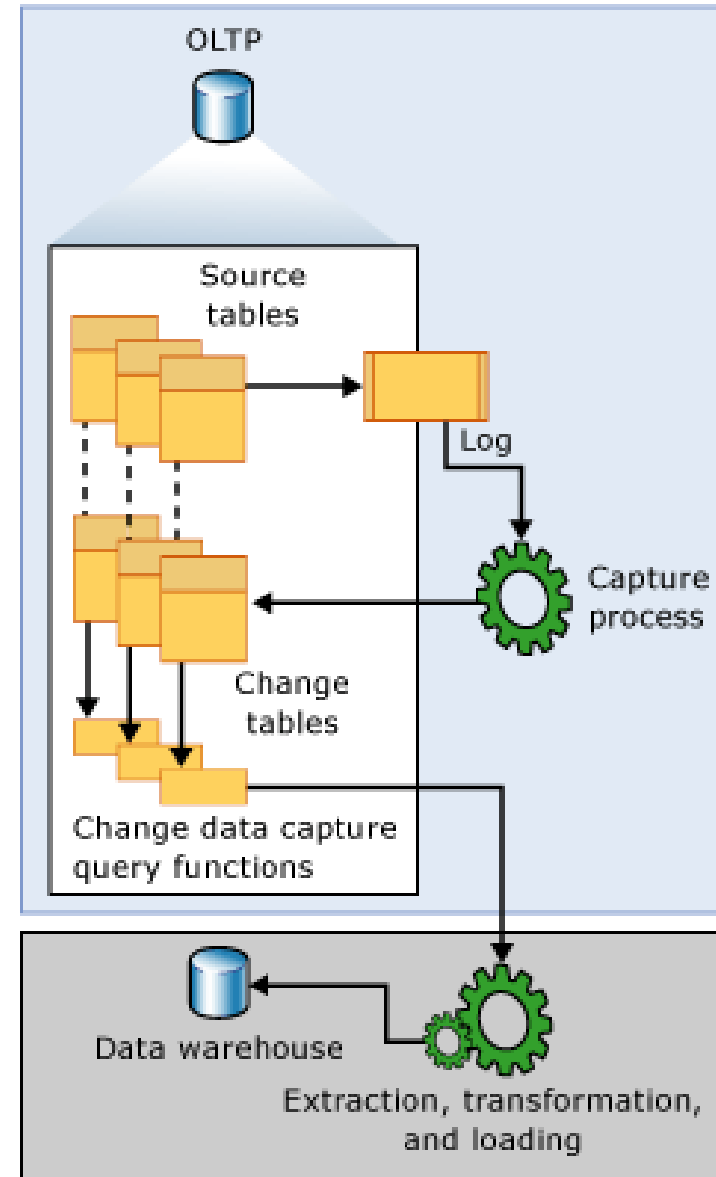 OLTP
Source
tables
Log
Capture
process
Change
tables
Change data capture
query functions
Data warehouse
Extraction, transformation,
and loading